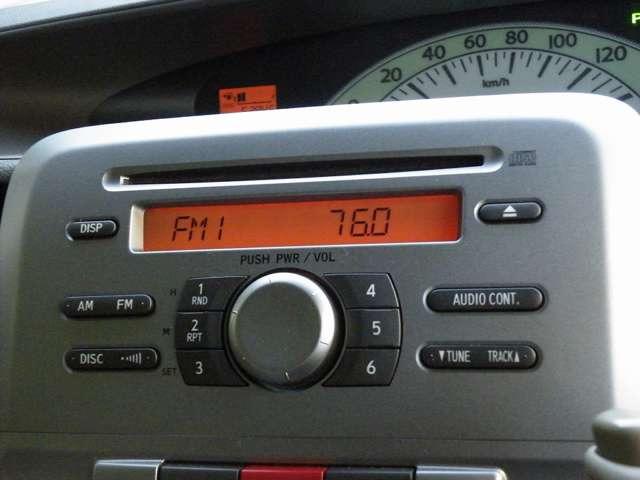 20 40 60 80 100 120
km/h
DISP
FM1 76.0
PUSH PWR / VOL
AM FM
H 1 RND 4
AUDIO CONT.
M 2 RPT 5
DISC
SET 3 6
▼TUNE TRACK▲